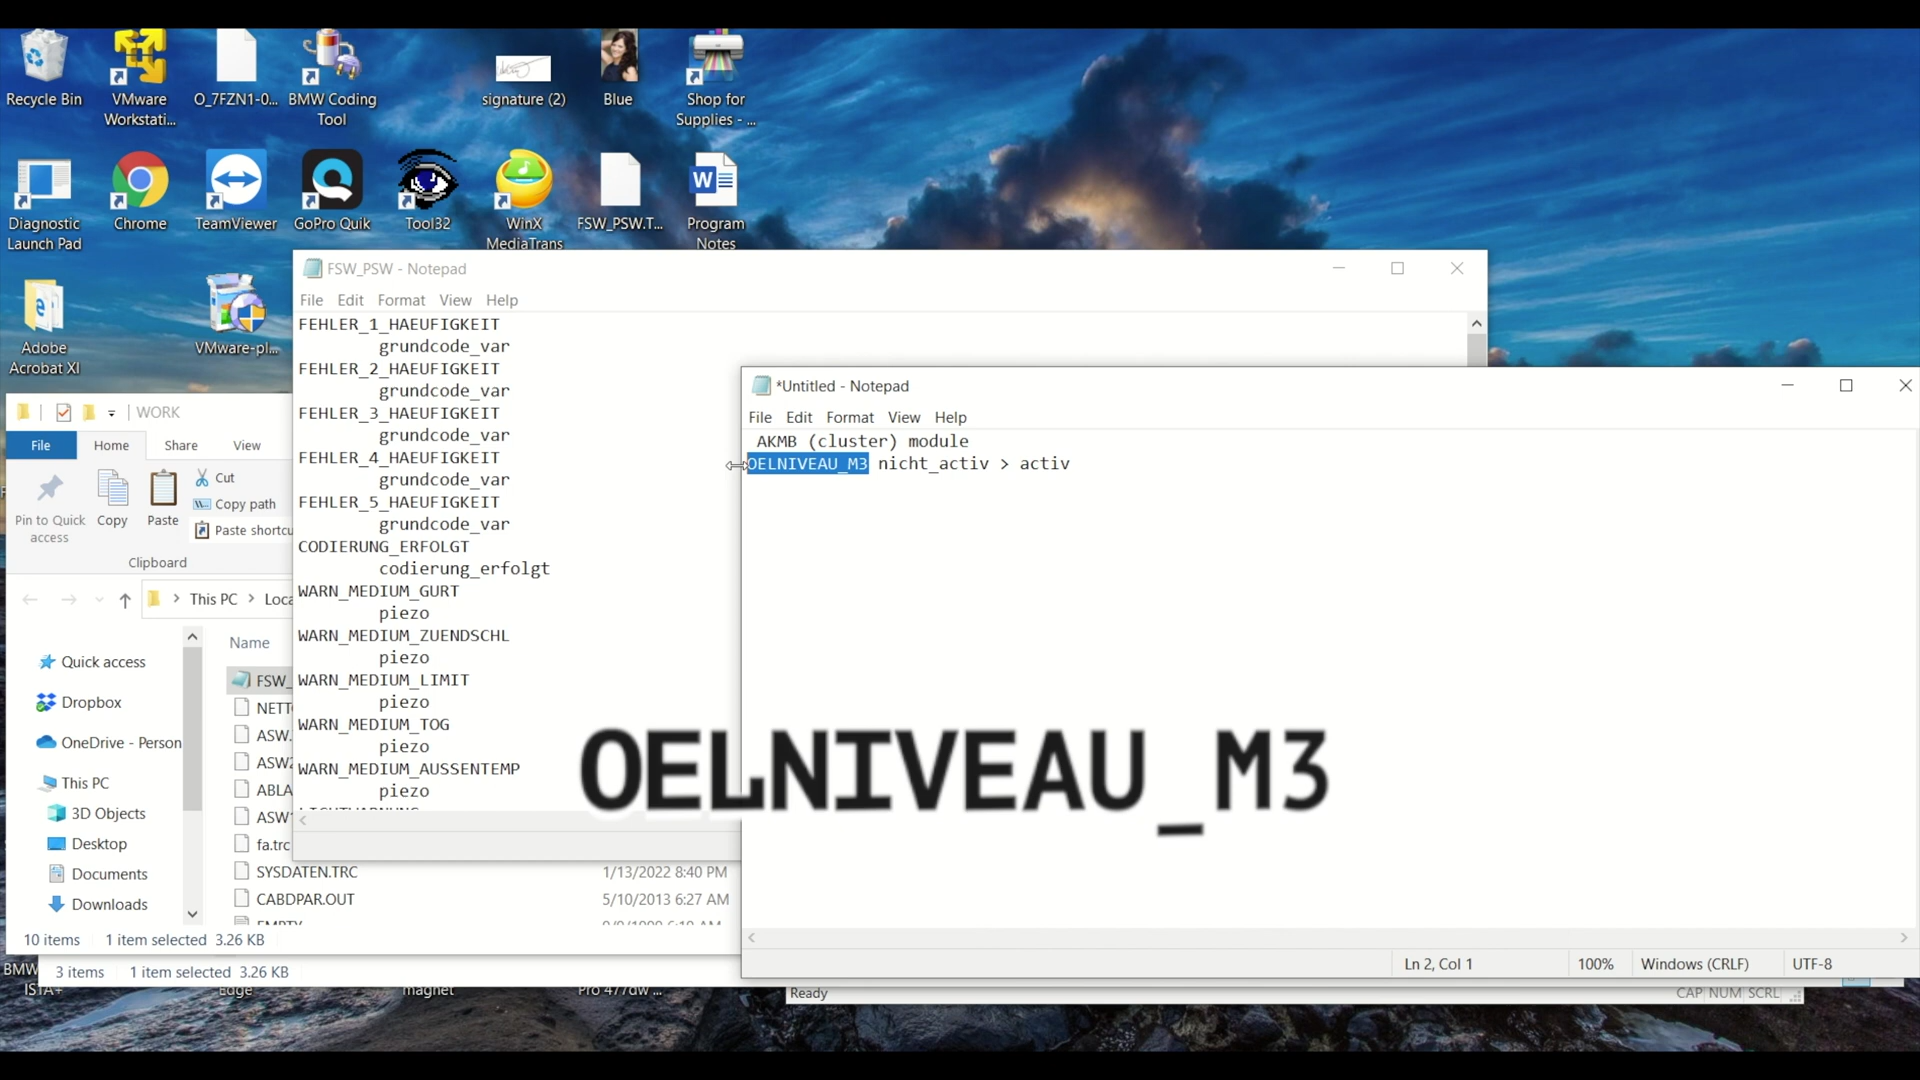 Recycle Bin
VMware
Workstati...
O_7FZN1-0...
BMW Coding
Tool
signature (2)
Blue
Shop for
Supplies - ...
Diagnostic
Launch Pad
Chrome
TeamViewer
GoPro Quik
Tool32
WinX
MediaTrans
FSW_PSW.T...
Program
Notes
Adobe
Acrobat XI
VMware-pl...
FSW_PSW - Notepad
File Edit Format View Help
FEHLER_1_HAEUFIGKEIT
grundcode_var
FEHLER_2_HAEUFIGKEIT
grundcode_var
FEHLER_3_HAEUFIGKEIT
grundcode_var
FEHLER_4_HAEUFIGKEIT
grundcode_var
FEHLER_5_HAEUFIGKEIT
grundcode_var
CODIERUNG_ERFOLGT
codierung_erfolgt
WARN_MEDIUM_GURT
piezo
WARN_MEDIUM_ZUENDSCHL
piezo
WARN_MEDIUM_LIMIT
piezo
WARN_MEDIUM_TOG
piezo
WARN_MEDIUM_AUSSENTEMP
piezo
*Untitled - Notepad
File Edit Format View Help
AKMB (cluster) module
OELNIVEAU_M3 nicht_activ > activ
Ln 2, Col 1
100%
Windows (CRLF)
UTF-8
OELNIVEAU_M3
WORK
File Home Share View
Pin to Quick
access
Copy
Paste
Cut
Copy path
Paste shortcu
Clipboard
This PC > Loca
Name
Quick access
Dropbox
OneDrive - Person
This PC
3D Objects
Desktop
Documents
Downloads
FSW_
NETT
ASW.
ASW2
ABLA
ASW1
fa.trc
SYSDATEN.TRC 1/13/2022 8:40 PM
CABDPAR.OUT 5/10/2013 6:27 AM
10 items 1 item selected 3.26 KB
3 items 1 item selected 3.26 KB
BMW
ISTA+
Edge
magnet
Pro 477dw ...
Ready
CAP NUM SCRL